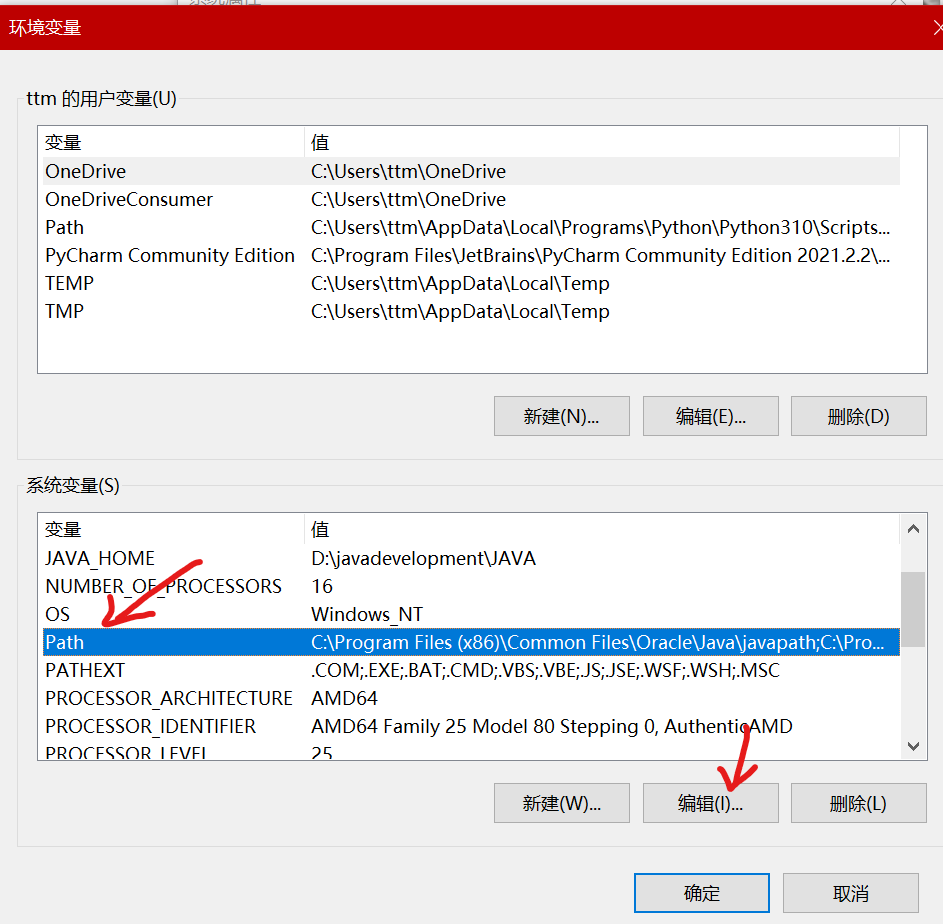 环境变量
ttm 的用户变量(U)
变量 值
OneDrive C:\Users\ttm\OneDrive
OneDriveConsumer C:\Users\ttm\OneDrive
Path C:\Users\ttm\AppData\Local\Programs\Python\Python310\Scripts...
PyCharm Community Edition C:\Program Files\JetBrains\PyCharm Community Edition 2021.2.2\...
TEMP C:\Users\ttm\AppData\Local\Temp
TMP C:\Users\ttm\AppData\Local\Temp
新建(N)... 编辑(E)... 删除(D)
系统变量(S)
变量 值
JAVA_HOME D:\javadevelopment\JAVA
NUMBER_OF_PROCESSORS 16
OS Windows_NT
Path C:\Program Files (x86)\Common Files\Oracle\Java\javapath;C:\Pro...
PATHEXT .COM;.EXE;.BAT;.CMD;.VBS;.VBE;.JS;.JSE;.WSF;.WSH;.MSC
PROCESSOR_ARCHITECTURE AMD64
PROCESSOR_IDENTIFIER AMD64 Family 25 Model 80 Stepping 0, AuthenticAMD
PROCESSOR_LEVEL 25
新建(W)... 编辑(I)... 删除(L)
确定 取消